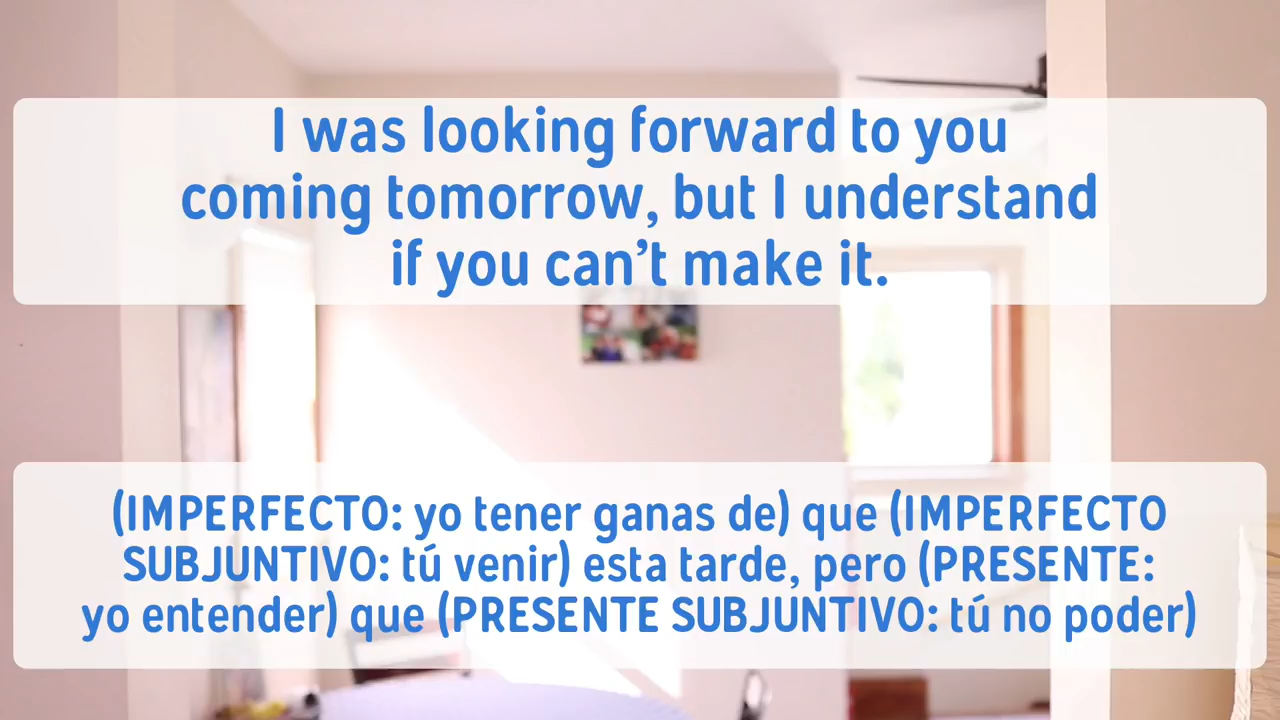 I was looking forward to you
coming tomorrow, but I understand
if you can’t make it.
(IMPERFECTO: yo tener ganas de) que (IMPERFECTO
SUBJUNTIVO: tú venir) esta tarde, pero (PRESENTE:
yo entender) que (PRESENTE SUBJUNTIVO: tú no poder)